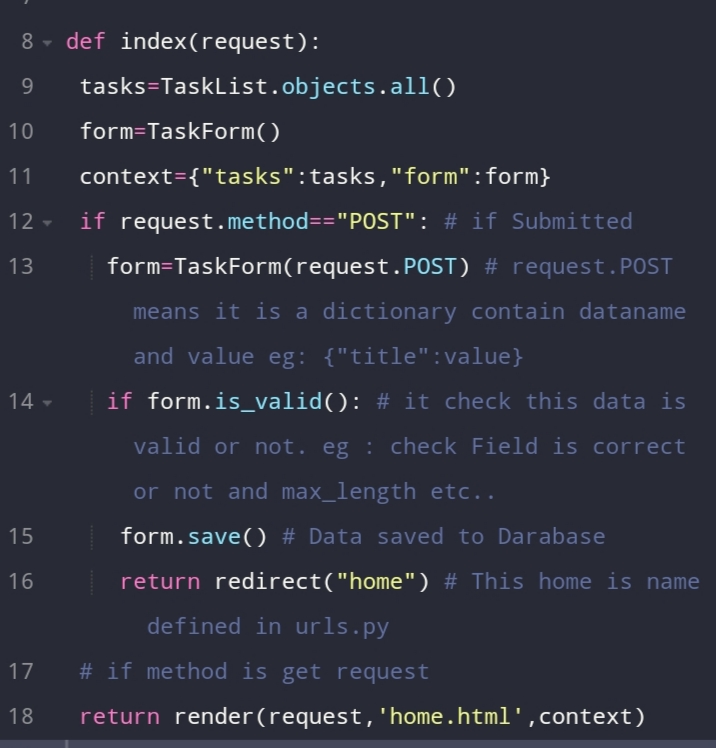 8 def index(request):
9 tasks=TaskList.objects.all()
10 form=TaskForm()
11 context={"tasks":tasks,"form":form}
12 if request.method=="POST": # if Submitted
13 form=TaskForm(request.POST) # request.POST
means it is a dictionary contain dataname
and value eg: {"title":value}
14 if form.is_valid(): # it check this data is
valid or not. eg : check Field is correct
or not and max_length etc..
15 form.save() # Data saved to Darabase
16 return redirect("home") # This home is name
defined in urls.py
17 # if method is get request
18 return render(request,'home.html',context)